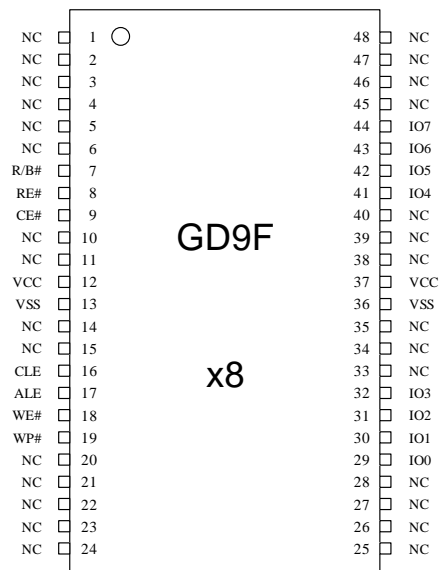 NC 1 48 NC
NC 2 47 NC
NC 3 46 NC
NC 4 45 NC
NC 5 44 IO7
NC 6 43 IO6
R/B# 7 42 IO5
RE# 8 41 IO4
CE# 9 40 NC
NC 10 39 NC
GD9F
NC 11 38 NC
VCC 12 37 VCC
VSS 13 36 VSS
NC 14 35 NC
NC 15 34 NC
CLE 16 33 NC
x8
ALE 17 32 IO3
WE# 18 31 IO2
WP# 19 30 IO1
NC 20 29 IO0
NC 21 28 NC
NC 22 27 NC
NC 23 26 NC
NC 24 25 NC